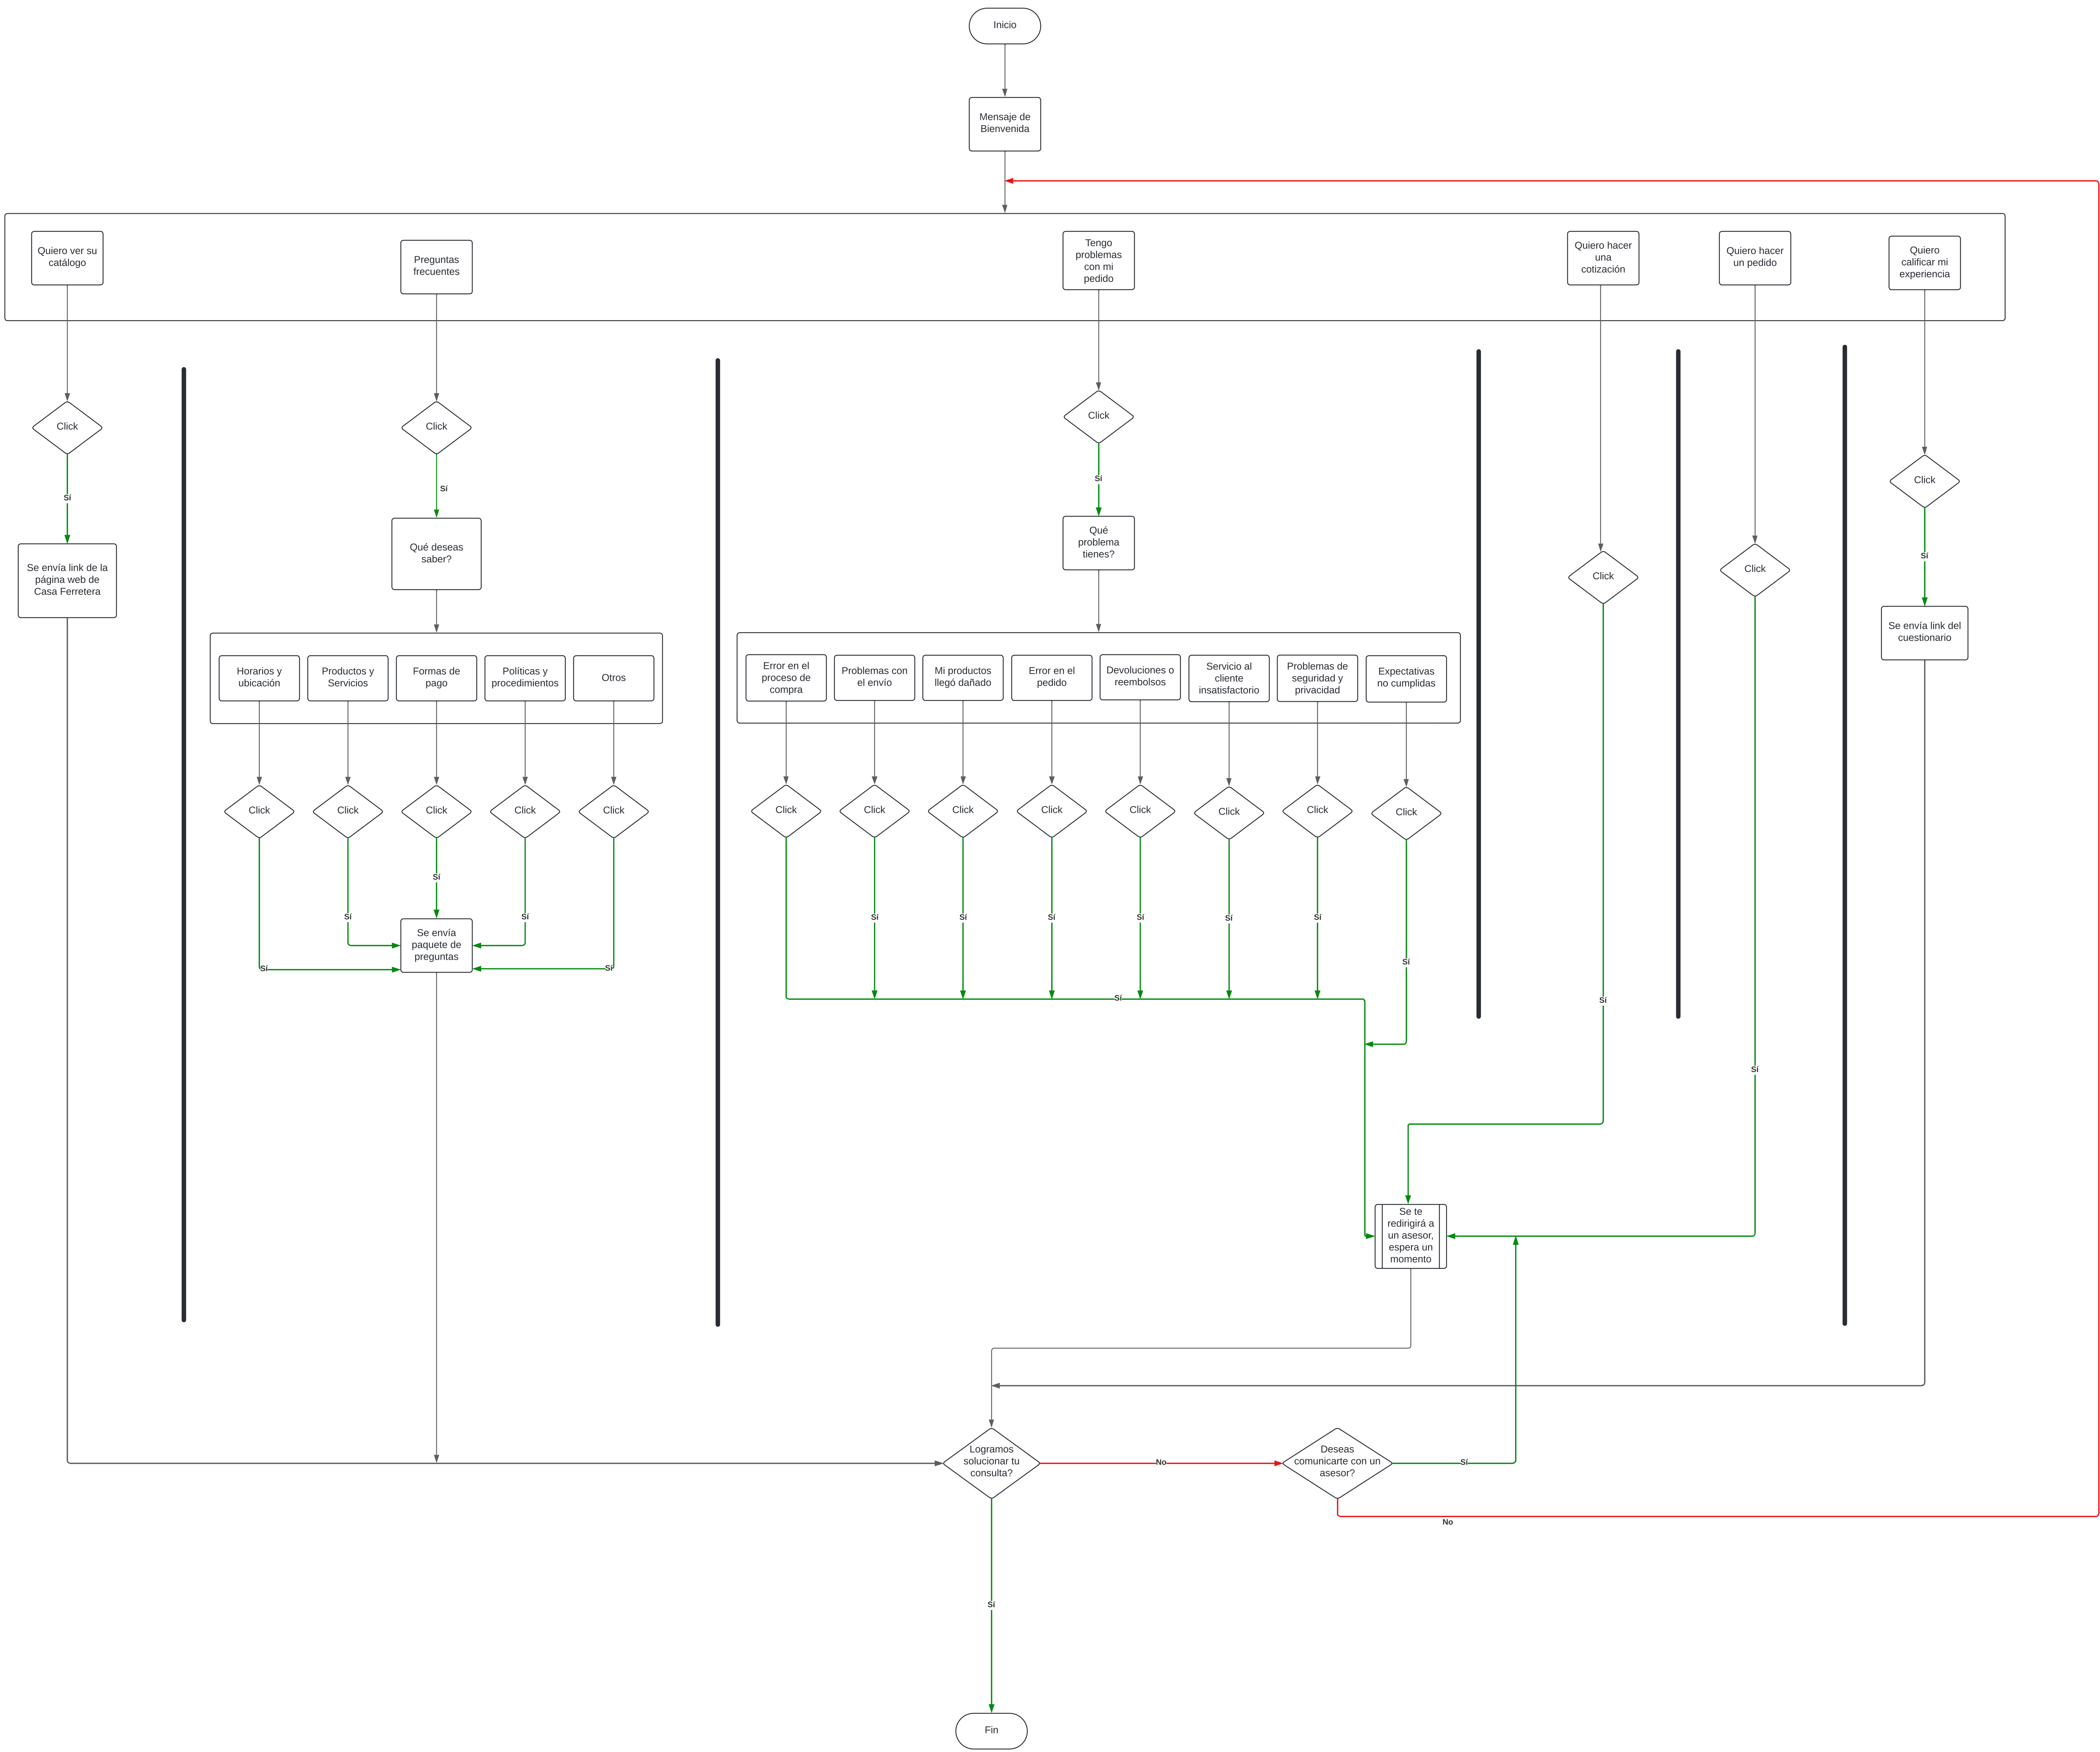 Inicio
Mensaje de
Bienvenida
Quiero ver su
catálogo
Preguntas
frecuentes
Tengo
problemas
con mi
pedido
Quiero hacer
una
cotización
Quiero hacer
un pedido
Quiero
calificar mi
experiencia
Click
Click
Click
Click
Click
Click
Sí
Sí
Sí
Sí
Se envía link de la
página web de
Casa Ferretera
Qué deseas
saber?
Qué
problema
tienes?
Se envía link del
cuestionario
Horarios y
ubicación
Productos y
Servicios
Formas de
pago
Políticas y
procedimientos
Otros
Error en el
proceso de
compra
Problemas con
el envío
Mi productos
llegó dañado
Error en el
pedido
Devoluciones o
reembolsos
Servicio al
cliente
insatisfactorio
Problemas de
seguridad y
privacidad
Expectativas
no cumplidas
Click
Click
Click
Click
Click
Click
Click
Click
Click
Click
Click
Click
Click
Sí
Sí
Sí
Sí
Sí
Se envía
paquete de
preguntas
Sí
Sí
Sí
Sí
Sí
Sí
Sí
Sí
Sí
Sí
Se te
redirigirá a
un asesor,
espera un
momento
Logramos
solucionar tu
consulta?
No
Deseas
comunicarte con un
asesor?
Sí
No
Sí
Fin